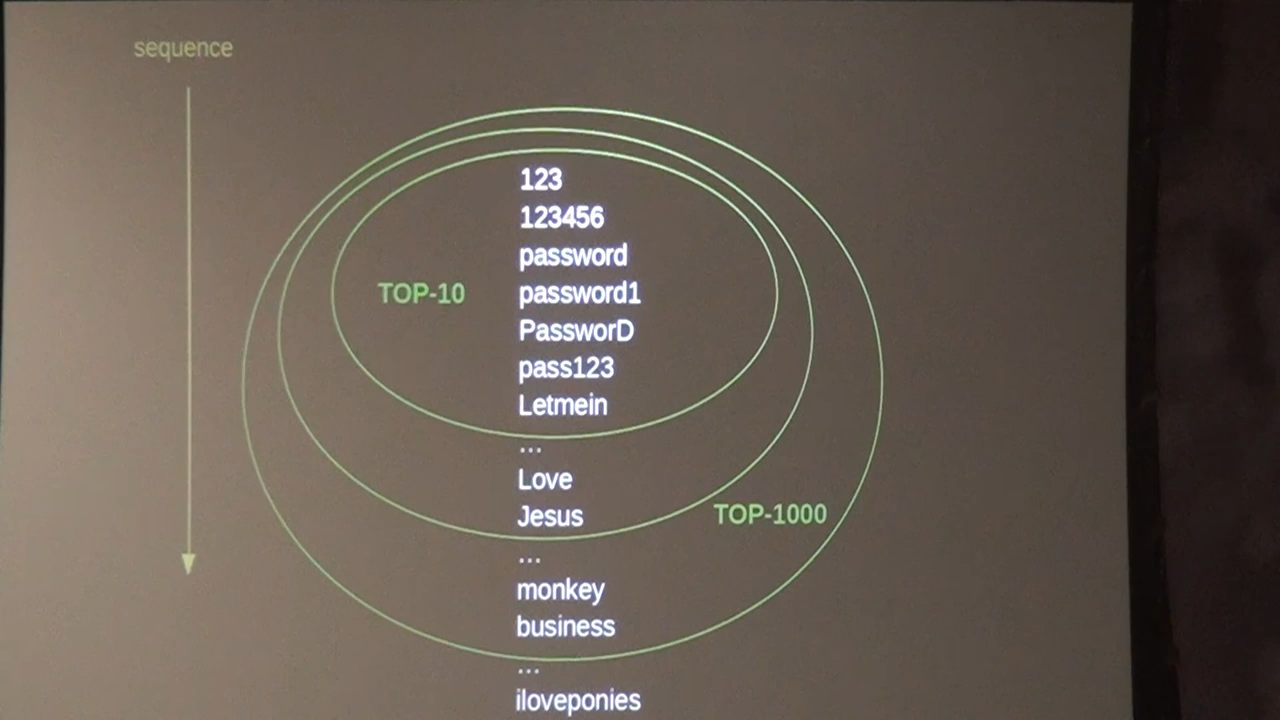 sequence
123
123456
password
TOP-10 password1
PassworD
pass123
Letmein
...
Love
Jesus
TOP-1000
...
monkey
business
...
iloveponies